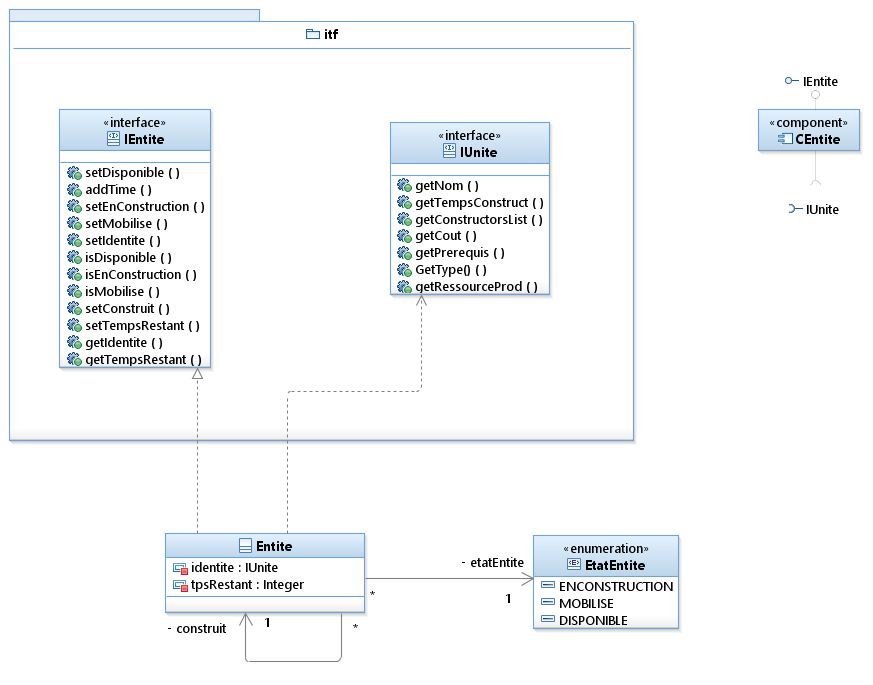 itf
«interface»
IEntite
setDisponible ( )
addTime ( )
setEnConstruction ( )
setMobilise ( )
setIdentite ( )
isDisponible ( )
isEnConstruction ( )
isMobilise ( )
setConstruit ( )
setTempsRestant ( )
getIdentite ( )
getTempsRestant ( )
«interface»
IUnite
getNom ( )
getTempsConstruct ( )
getConstructorsList ( )
getCout ( )
getPrerequis ( )
GetType() ( )
getRessourceProd ( )
IEntite
«component»
CEntite
IUnite
Entite
identite : IUnite
tpsRestant : Integer
- etatEntite
*
1
«enumeration»
EtatEntite
ENCONSTRUCTION
MOBILISE
DISPONIBLE
- construit
1
*